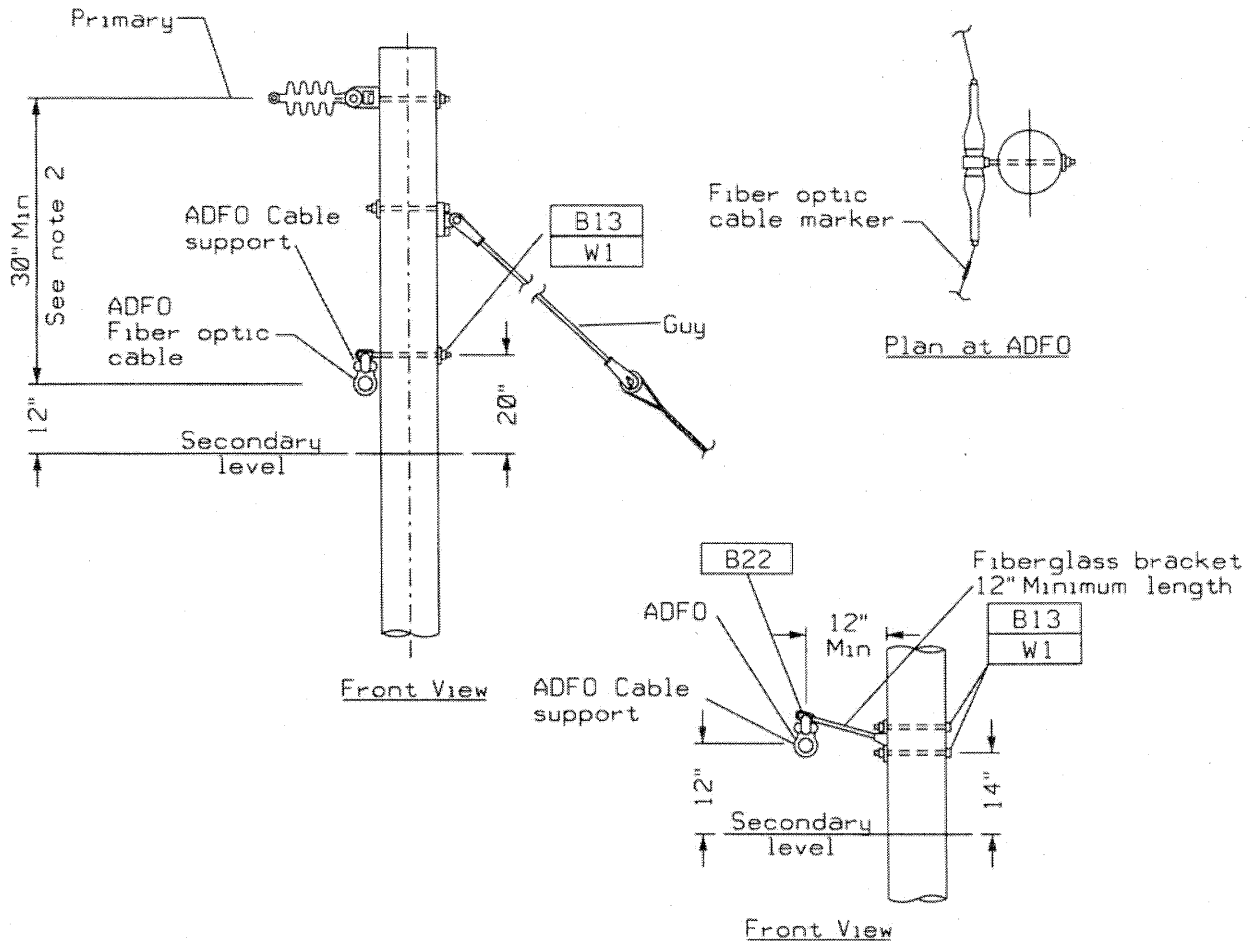 Primary
30" Min
See note 2
ADFO Cable
support
B13
W1
ADFO
Fiber optic
cable
Guy
12"
20"
Secondary
level
Front View
Fiber optic
cable marker
Plan at ADFO
B22
Fiberglass bracket
12" Minimum length
ADFO
12"
Min
B13
W1
ADFO Cable
support
12"
14"
Secondary
level
Front View